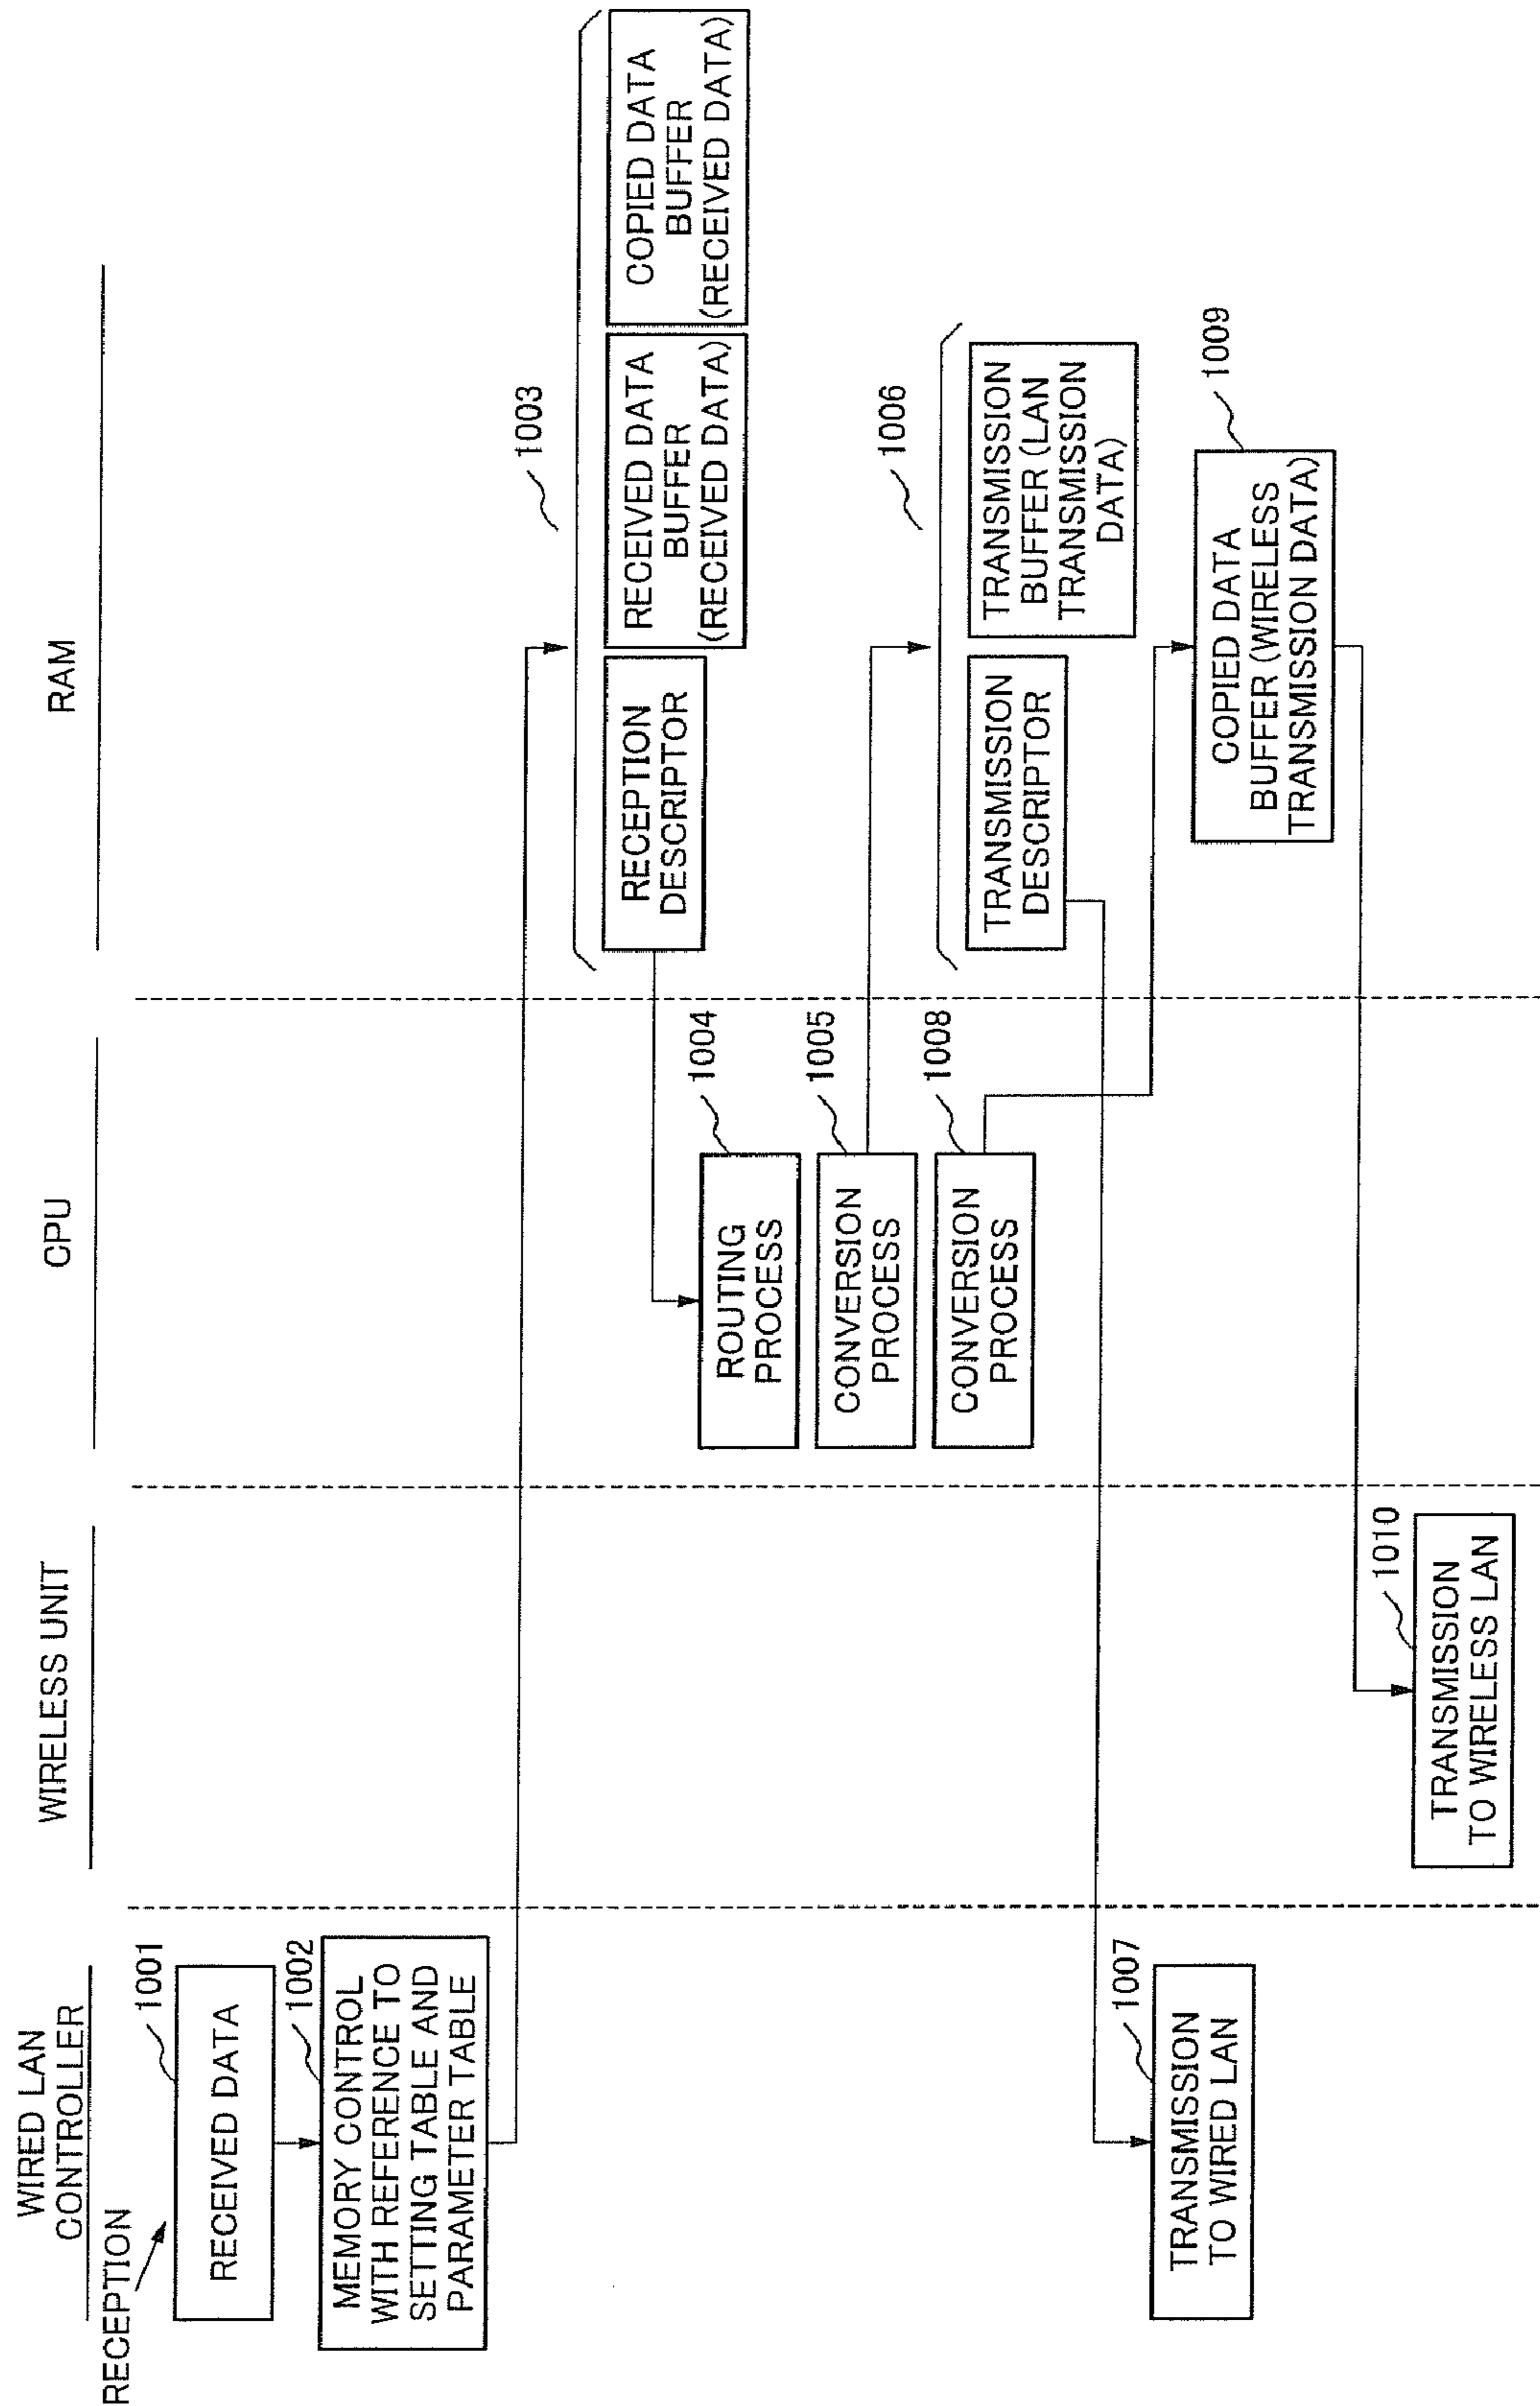 WIRED LAN
CONTROLLER
WIRELESS UNIT
CPU
RAM
RECEPTION
1001
RECEIVED DATA
1002
MEMORY CONTROL
WITH REFERENCE TO
SETTING TABLE AND
PARAMETER TABLE
1003
RECEPTION
DESCRIPTOR
RECEIVED DATA
BUFFER
(RECEIVED DATA)
COPIED DATA
BUFFER
(RECEIVED DATA)
1004
ROUTING
PROCESS
1005
CONVERSION
PROCESS
1006
TRANSMISSION
DESCRIPTOR
TRANSMISSION
BUFFER (LAN
TRANSMISSION
DATA)
1008
CONVERSION
PROCESS
1007
TRANSMISSION
TO WIRED LAN
1009
COPIED DATA
BUFFER (WIRELESS
TRANSMISSION DATA)
1010
TRANSMISSION
TO WIRELESS LAN